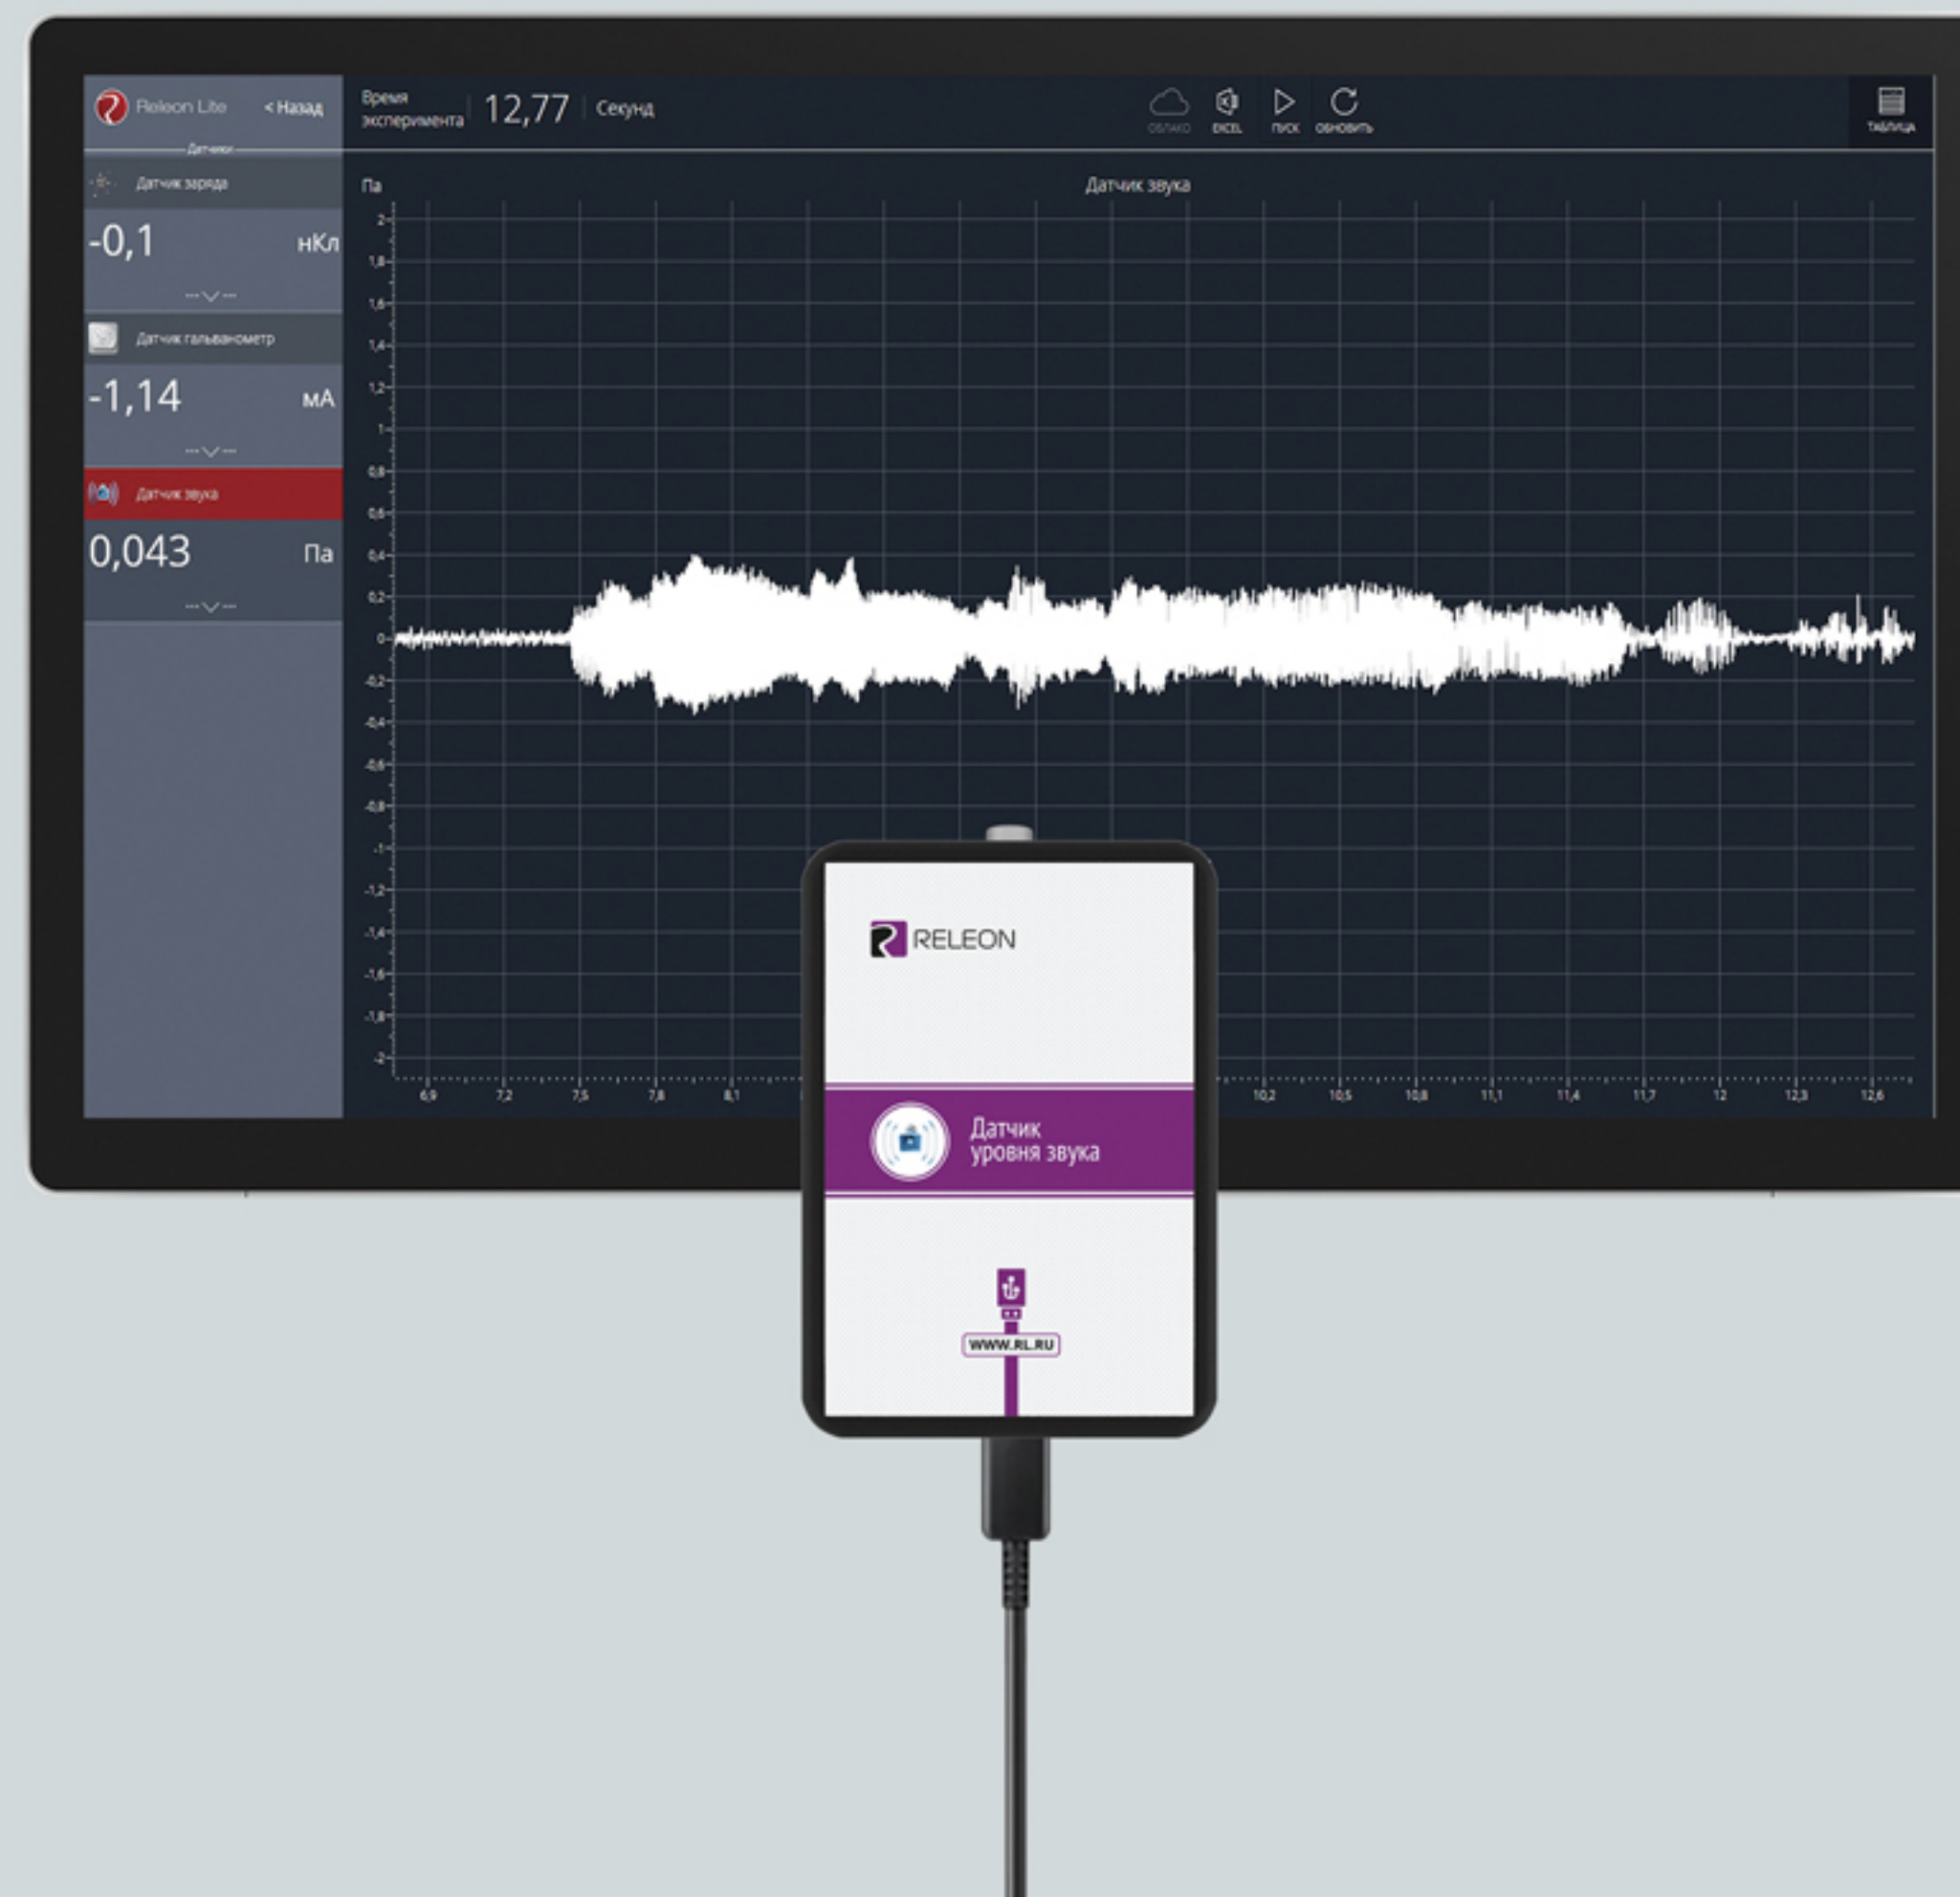 Releon Lite
< Назад
Время
эксперимента
12,77
Секунд
ОБЛАКО
EXCEL
ПУСК
ОБНОВИТЬ
ТАБЛИЦА
Датчики
Датчик заряда
-0,1 нКл
Датчик гальванометр
-1,14 мА
Датчик звука
0,043 Па
Па
Датчик звука
2
1,8
1,6
1,4
1,2
1
0,8
0,6
0,4
0,2
0
-0,2
-0,4
-0,6
-0,8
-1
-1,2
-1,4
-1,6
-1,8
-2
6,9 7,2 7,5 7,8 8,1 10,2 10,5 10,8 11,1 11,4 11,7 12 12,3 12,6
RELEON
Датчик
уровня звука
WWW.RL.RU